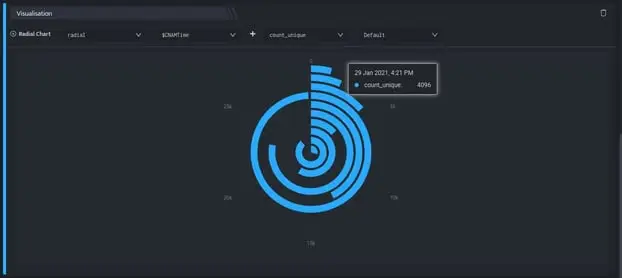 Visualisation
Radial Chart radial $CNAMTime + count_unique Default
0
29 Jan 2021, 4:21 PM
count_unique: 4096
5k
25k
20k
10k
15k